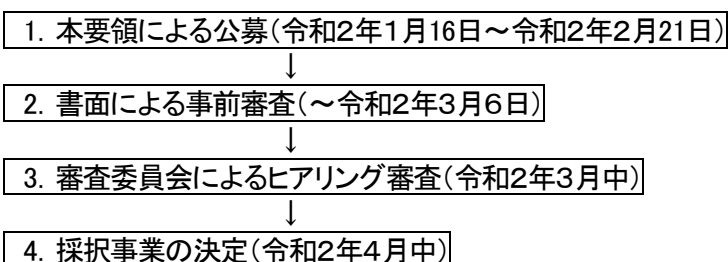 1. 本要領による公募(令和２年１月16日～令和２年２月21日)
↓
2. 書面による事前審査(～令和２年３月６日)
↓
3. 審査委員会によるヒアリング審査(令和２年３月中)
↓
4. 採択事業の決定(令和２年４月中)